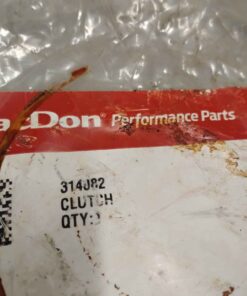 acDon Performance Parts
314082
CLUTCH
QTY: